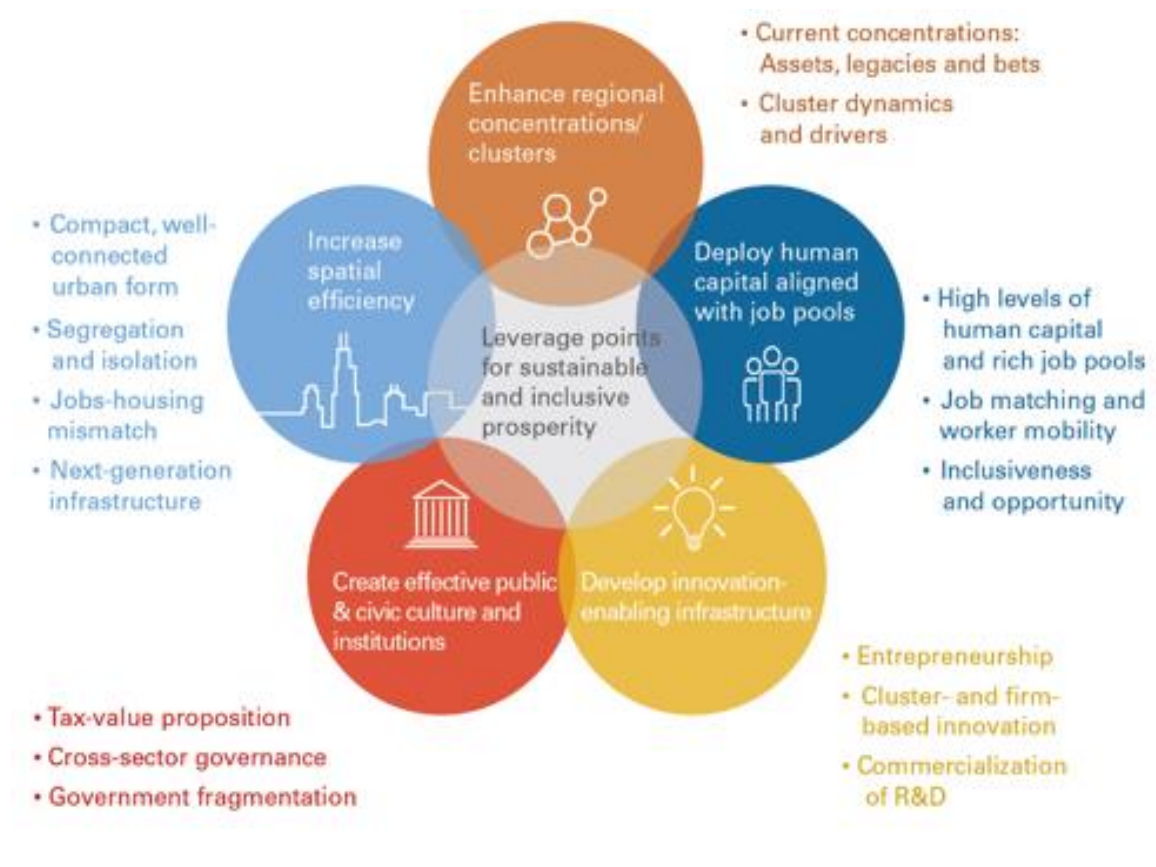 Enhance regional
concentrations/
clusters
• Current concentrations:
Assets, legacies and bets
• Cluster dynamics
and drivers
Increase
spatial
efficiency
• Compact, well-
connected
urban form
• Segregation
and isolation
• Jobs-housing
mismatch
• Next-generation
infrastructure
Deploy human
capital aligned
with job pools
• High levels of
human capital
and rich job pools
• Job matching and
worker mobility
• Inclusiveness
and opportunity
Leverage points
for sustainable
and inclusive
prosperity
Create effective public
& civic culture and
institutions
• Tax-value proposition
• Cross-sector governance
• Government fragmentation
Develop innovation-
enabling infrastructure
• Entrepreneurship
• Cluster- and firm-
based innovation
• Commercialization
of R&D